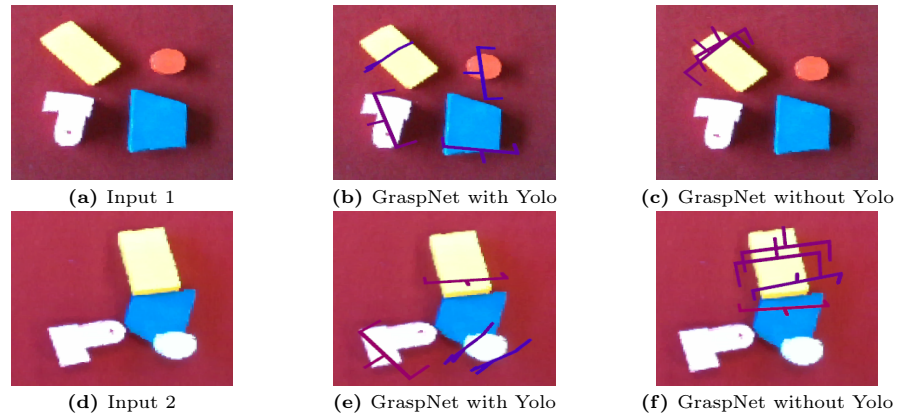 (a) Input 1
(b) GraspNet with Yolo
(c) GraspNet without Yolo
(d) Input 2
(e) GraspNet with Yolo
(f) GraspNet without Yolo